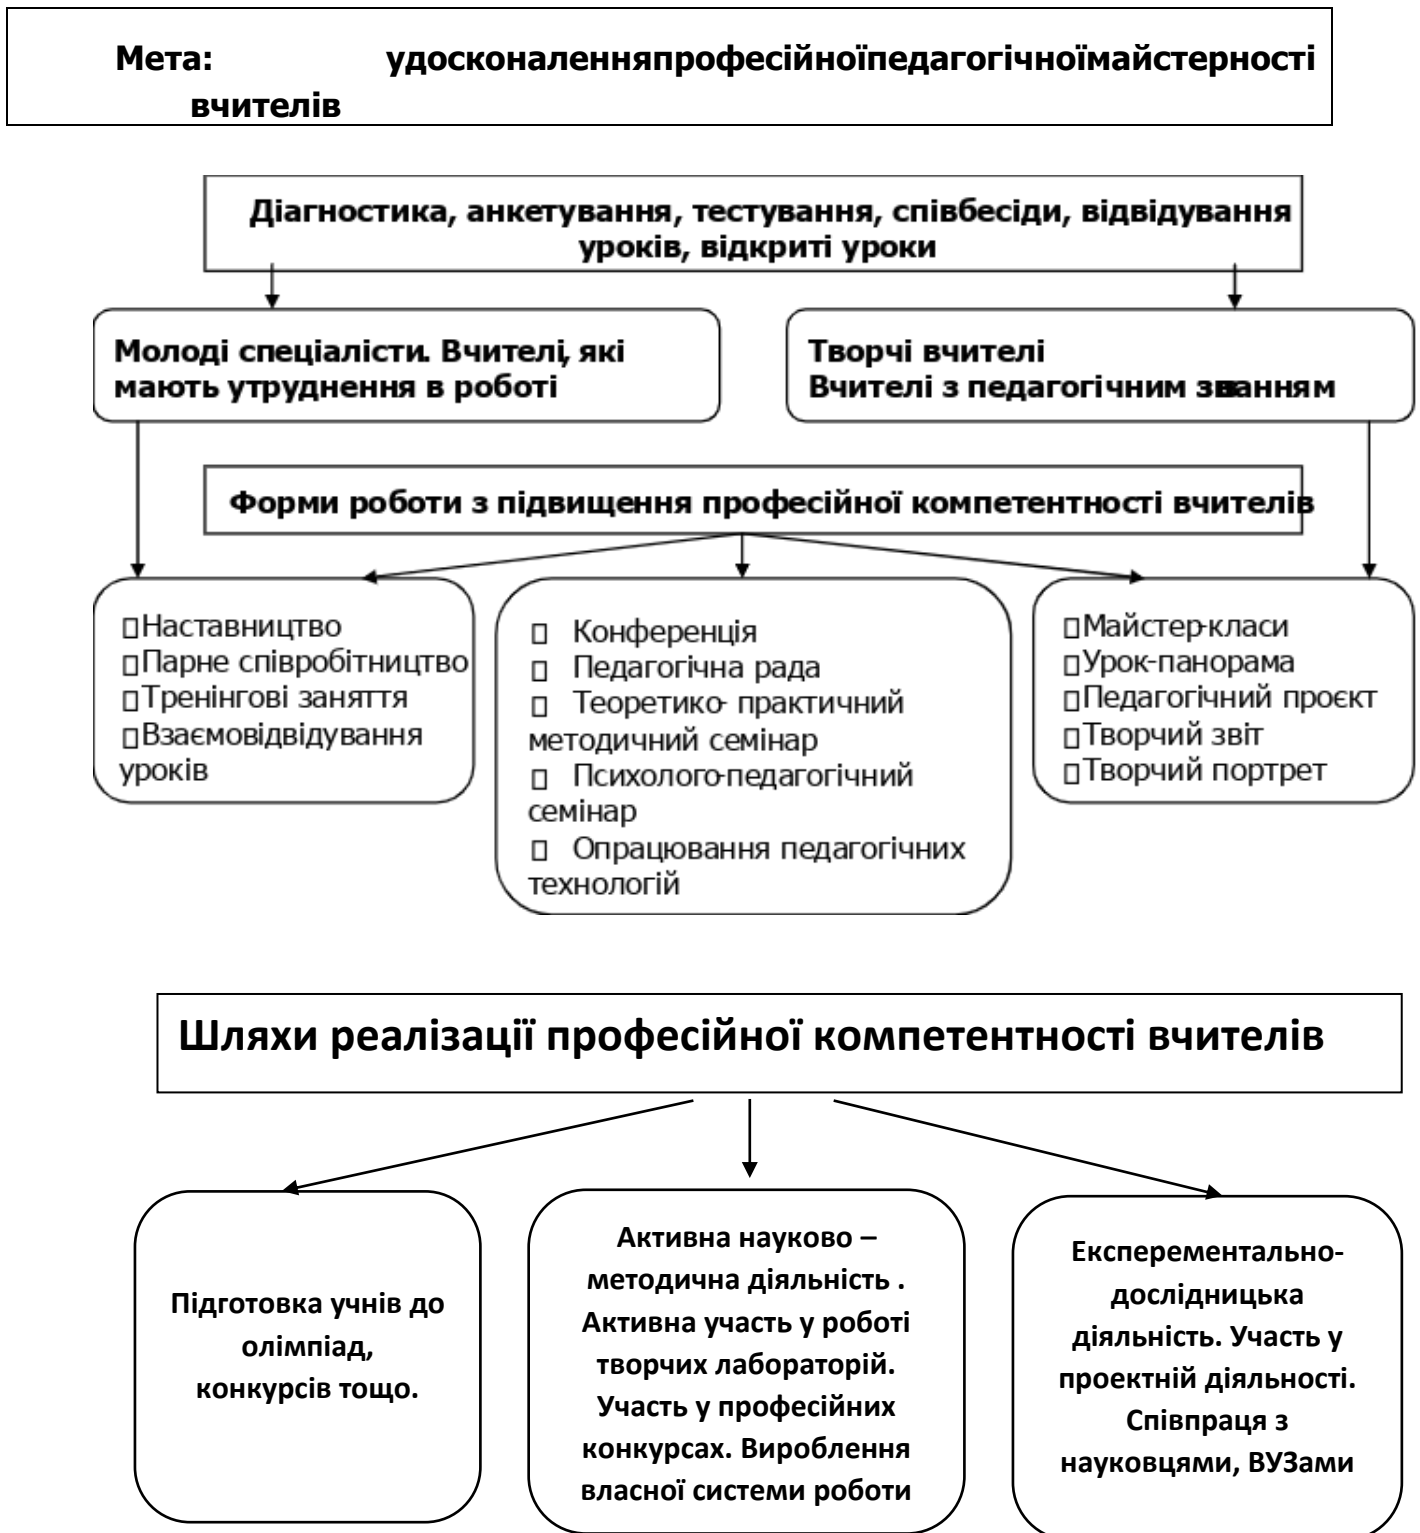 Мета: удосконаленняпрофесійноїпедагогічноїмайстерності
вчителів
Діагностика, анкетування, тестування, співбесіди, відвідування
уроків, відкриті уроки
Молоді спеціалісти. Вчителі, які
мають утруднення в роботі
Творчі вчителі
Вчителі з педагогічним званням
Форми роботи з підвищення професійної компетентності вчителів
Наставництво
Парне співробітництво
Тренінгові заняття
Взаємовідвідування
уроків
Конференція
Педагогічна рада
Теоретико- практичний
методичний семінар
Психолого-педагогічний
семінар
Опрацювання педагогічних
технологій
Майстер-класи
Урок-панорама
Педагогічний проєкт
Творчий звіт
Творчий портрет
Шляхи реалізації професійної компетентності вчителів
Підготовка учнів до
олімпіад,
конкурсів тощо.
Активна науково –
методична діяльність .
Активна участь у роботі
творчих лабораторій.
Участь у професійних
конкурсах. Вироблення
власної системи роботи
Експерементально-
дослідницька
діяльність. Участь у
проектній діяльності.
Співпраця з
науковцями, ВУЗами